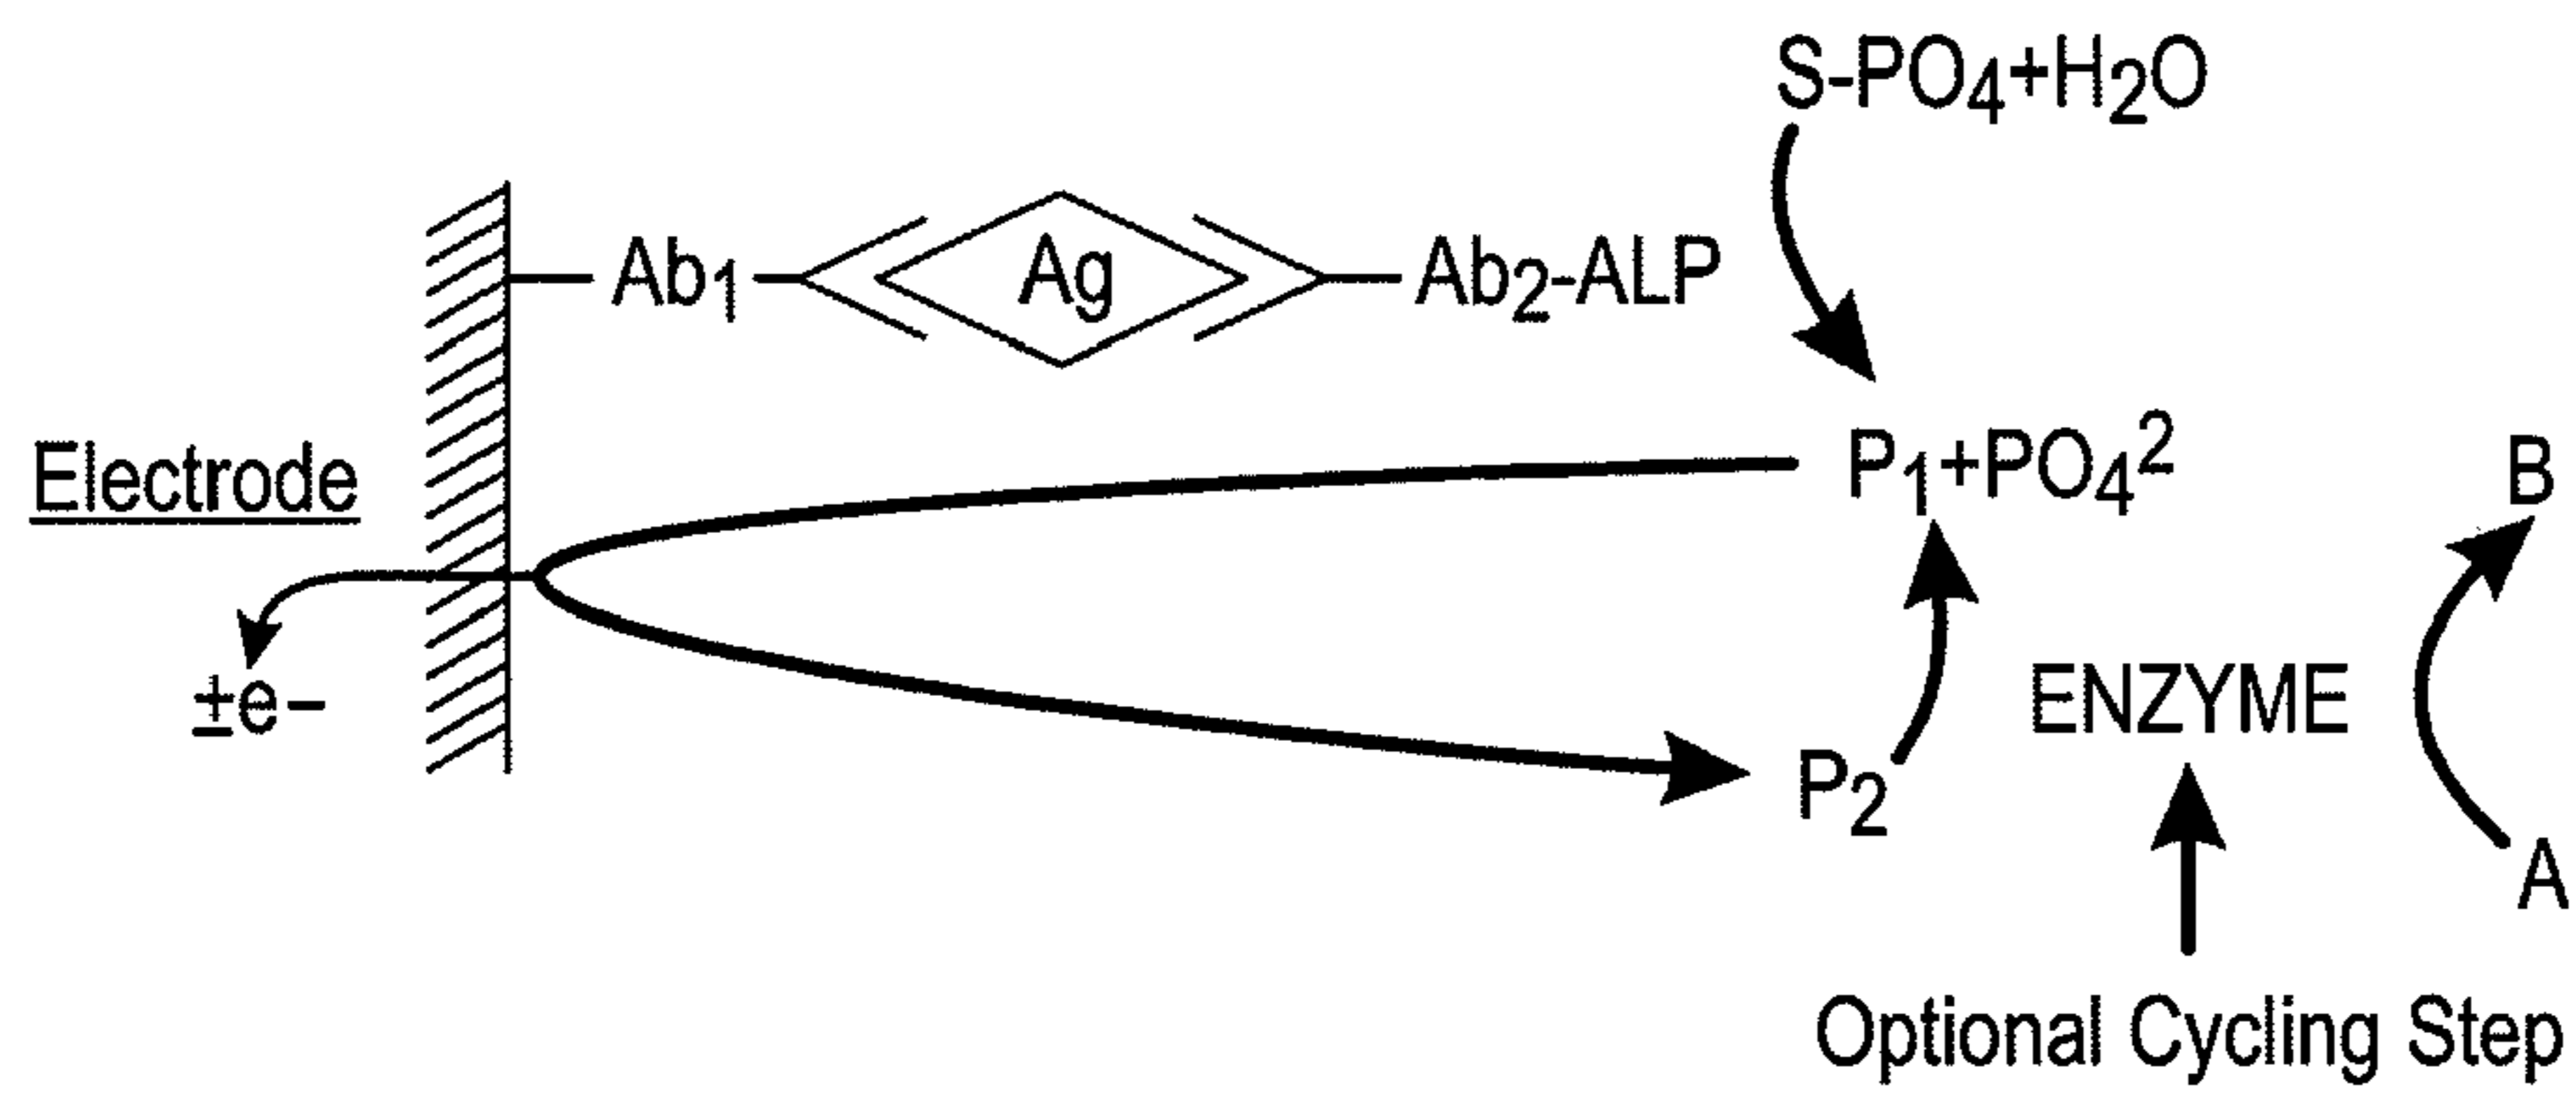 S-PO4+H2O
Ab1 Ag Ab2-ALP
Electrode P1+PO4² B
±e−
P2 ENZYME A
Optional Cycling Step